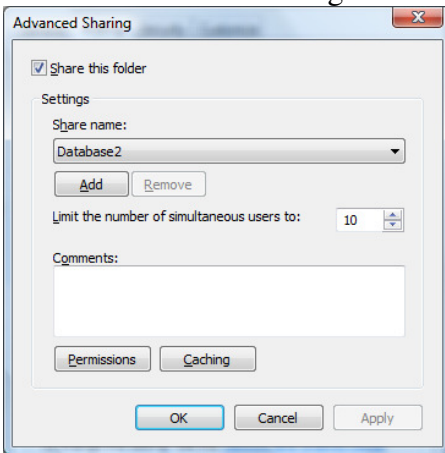 Advanced Sharing
Share this folder
Settings
Share name:
Database2
Add Remove
Limit the number of simultaneous users to: 10
Comments:
Permissions Caching
OK Cancel Apply